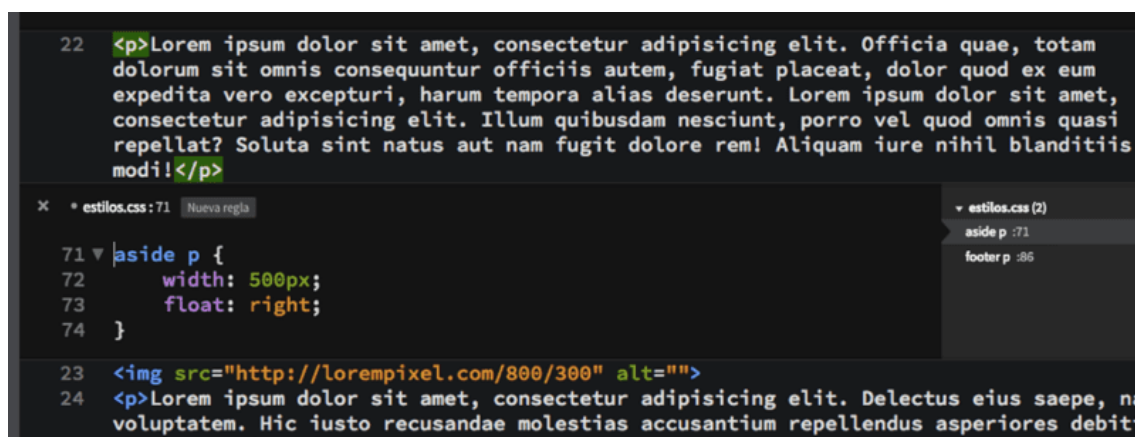 22 <p>Lorem ipsum dolor sit amet, consectetur adipisicing elit. Officia quae, totam
dolorum sit omnis consequuntur officiis autem, fugiat placeat, dolor quod ex eum
expedita vero excepturi, harum tempora alias deserunt. Lorem ipsum dolor sit amet,
consectetur adipisicing elit. Illum quibusdam nesciunt, porro vel quod omnis quasi
repellat? Soluta sint natus aut nam fugit dolore rem! Aliquam iure nihil blanditiis
modi!</p>
× • estilos.css : 71 Nueva regla
71 ▼ aside p {
72 width: 500px;
73 float: right;
74 }
▾ estilos.css (2)
aside p :71
footer p :86
23 <img src="http://lorempixel.com/800/300" alt="">
24 <p>Lorem ipsum dolor sit amet, consectetur adipisicing elit. Delectus eius saepe,
voluptatem. Hic iusto recusandae molestias accusantium repellendus asperiores